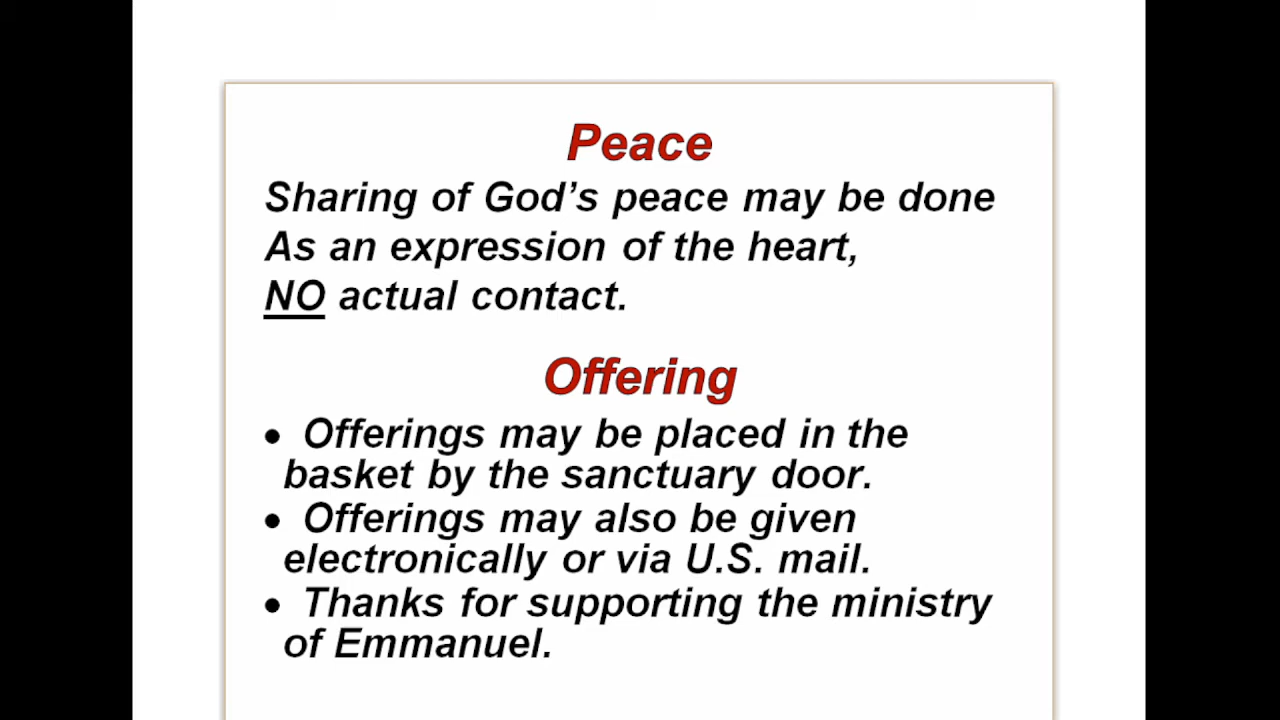 Peace
Sharing of God’s peace may be done
As an expression of the heart,
NO actual contact.
Offering
• Offerings may be placed in the
basket by the sanctuary door.
• Offerings may also be given
electronically or via U.S. mail.
• Thanks for supporting the ministry
of Emmanuel.